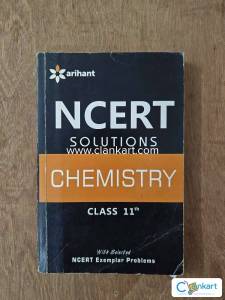 arihant
NCERT
SOLUTIONS
www.clankart.com
CHEMISTRY
CLASS 11th
With Selected
NCERT Exemplar Problems
Clankart